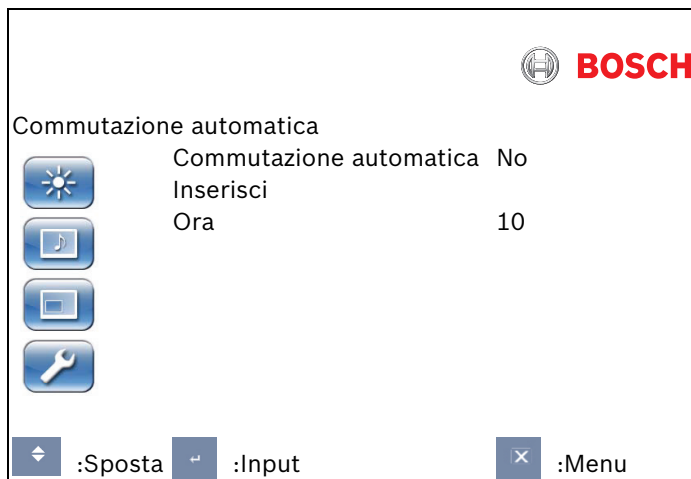 BOSCH
Commutazione automatica
Commutazione automatica No
Inserisci
Ora 10
:Sposta :Input :Menu